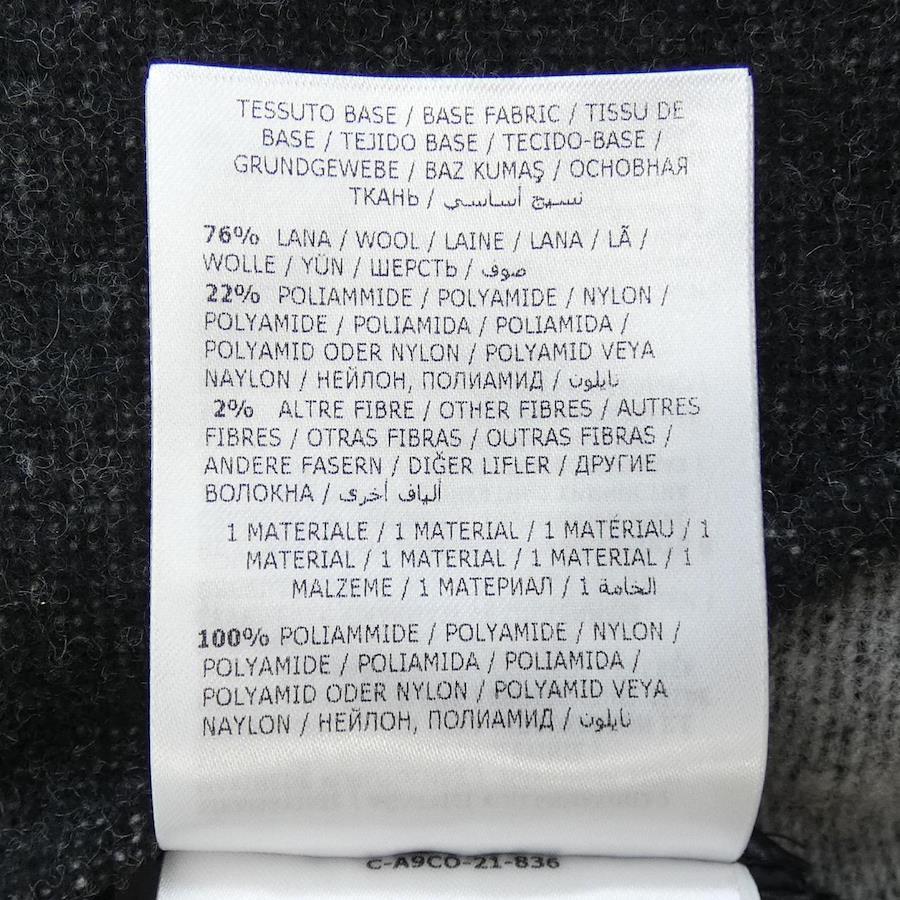 TESSUTO BASE / BASE FABRIC / TISSU DE
BASE / TEJIDO BASE / TECIDO-BASE /
GRUNDGEWEBE / BAZ KUMAŞ / ОСНОВНАЯ
ТКАНЬ / نسيج أساسي
76% LANA / WOOL / LAINE / LANA / LÃ /
WOLLE / YÜN / ШЕРСТЬ / صوف
22% POLIAMMIDE / POLYAMIDE / NYLON /
POLYAMIDE / POLIAMIDA / POLIAMIDA /
POLYAMID ODER NYLON / POLYAMID VEYA
NAYLON / НЕЙЛОН, ПОЛИАМИД / نايلون
2% ALTRE FIBRE / OTHER FIBRES / AUTRES
FIBRES / OTRAS FIBRAS / OUTRAS FIBRAS /
ANDERE FASERN / DIĞER LIFLER / ДРУГИЕ
ВОЛОКНА / ألياف أخرى
1 MATERIALE / 1 MATERIAL / 1 MATÉRIAU / 1
MATERIAL / 1 MATERIAL / 1 MATERIAL / 1
MALZEME / 1 МАТЕРИАЛ / 1 الخامة
100% POLIAMMIDE / POLYAMIDE / NYLON /
POLYAMIDE / POLIAMIDA / POLIAMIDA /
POLYAMID ODER NYLON / POLYAMID VEYA
NAYLON / НЕЙЛОН, ПОЛИАМИД / نايلون
C-A9CO-21-836